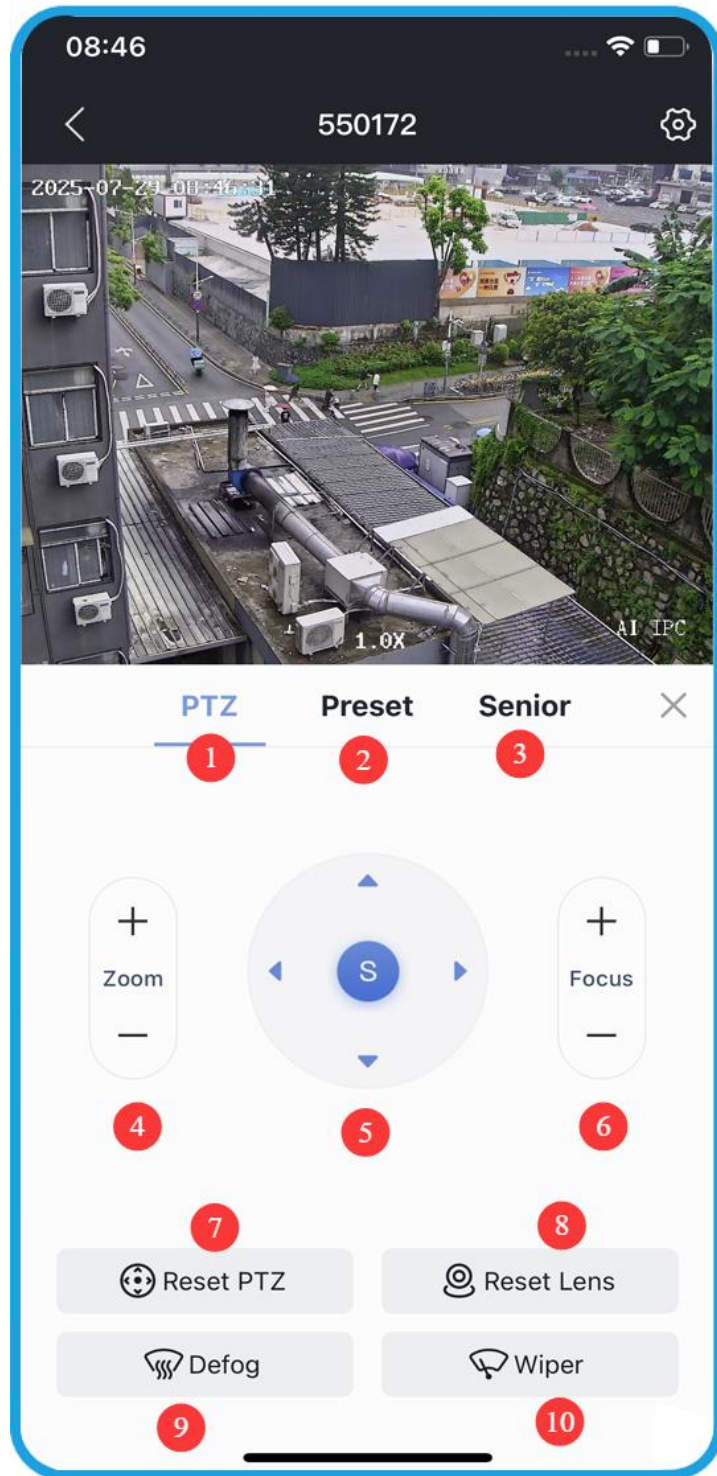 08:46
550172
2025-07-29 08:46:31
1.0X
AI IPC
PTZ Preset Senior
1 2 3
+ +
Zoom S Focus
− −
4 5 6
7 8
Reset PTZ Reset Lens
Defog Wiper
9 10